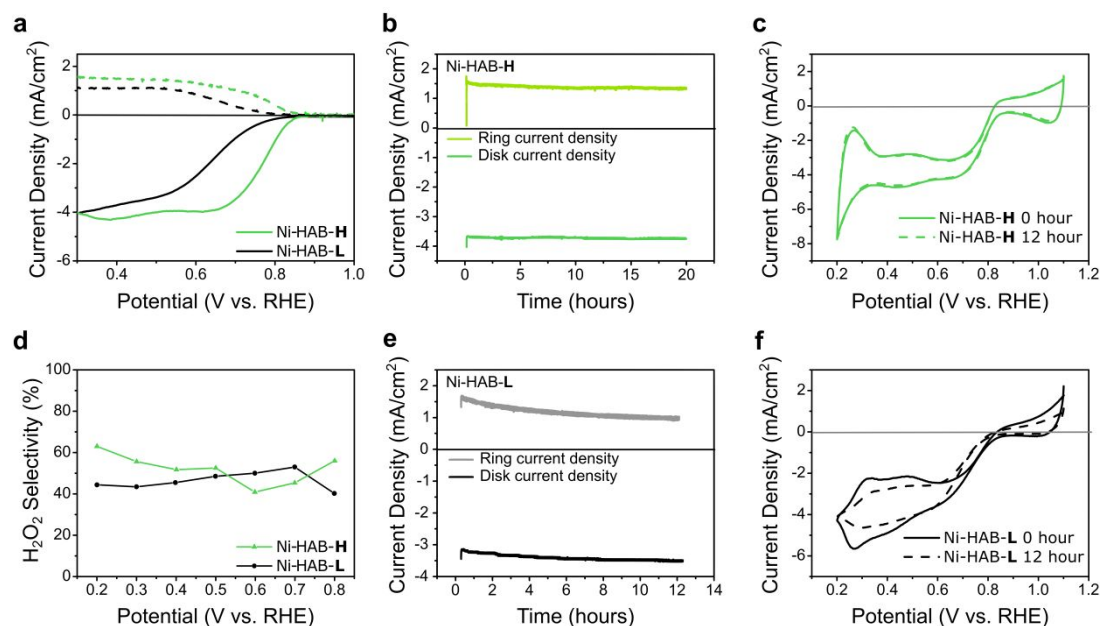 a
Current Density (mA/cm²)
2
0
-2
-4
-6
0.4
0.6
0.8
1.0
Potential (V vs. RHE)
Ni-HAB-H
Ni-HAB-L
b
Current Density (mA/cm²)
Ni-HAB-H
2
1
0
-1
-2
-3
-4
Ring current density
Disk current density
0
5
10
15
20
Time (hours)
c
Current Density (mA/cm²)
4
2
0
-2
-4
-6
-8
0.2
0.4
0.6
0.8
1.0
1.2
Ni-HAB-H 0 hour
Ni-HAB-H 12 hour
Potential (V vs. RHE)
d
H₂O₂ Selectivity (%)
100
80
60
40
20
0
0.2
0.3
0.4
0.5
0.6
0.7
0.8
Ni-HAB-H
Ni-HAB-L
Potential (V vs. RHE)
e
Current Density (mA/cm²)
Ni-HAB-L
2
1
0
-1
-2
-3
-4
Ring current density
Disk current density
0
2
4
6
8
10
12
14
Time (hours)
f
Current Density (mA/cm²)
4
2
0
-2
-4
-6
0.2
0.4
0.6
0.8
1.0
1.2
Ni-HAB-L 0 hour
Ni-HAB-L 12 hour
Potential (V vs. RHE)